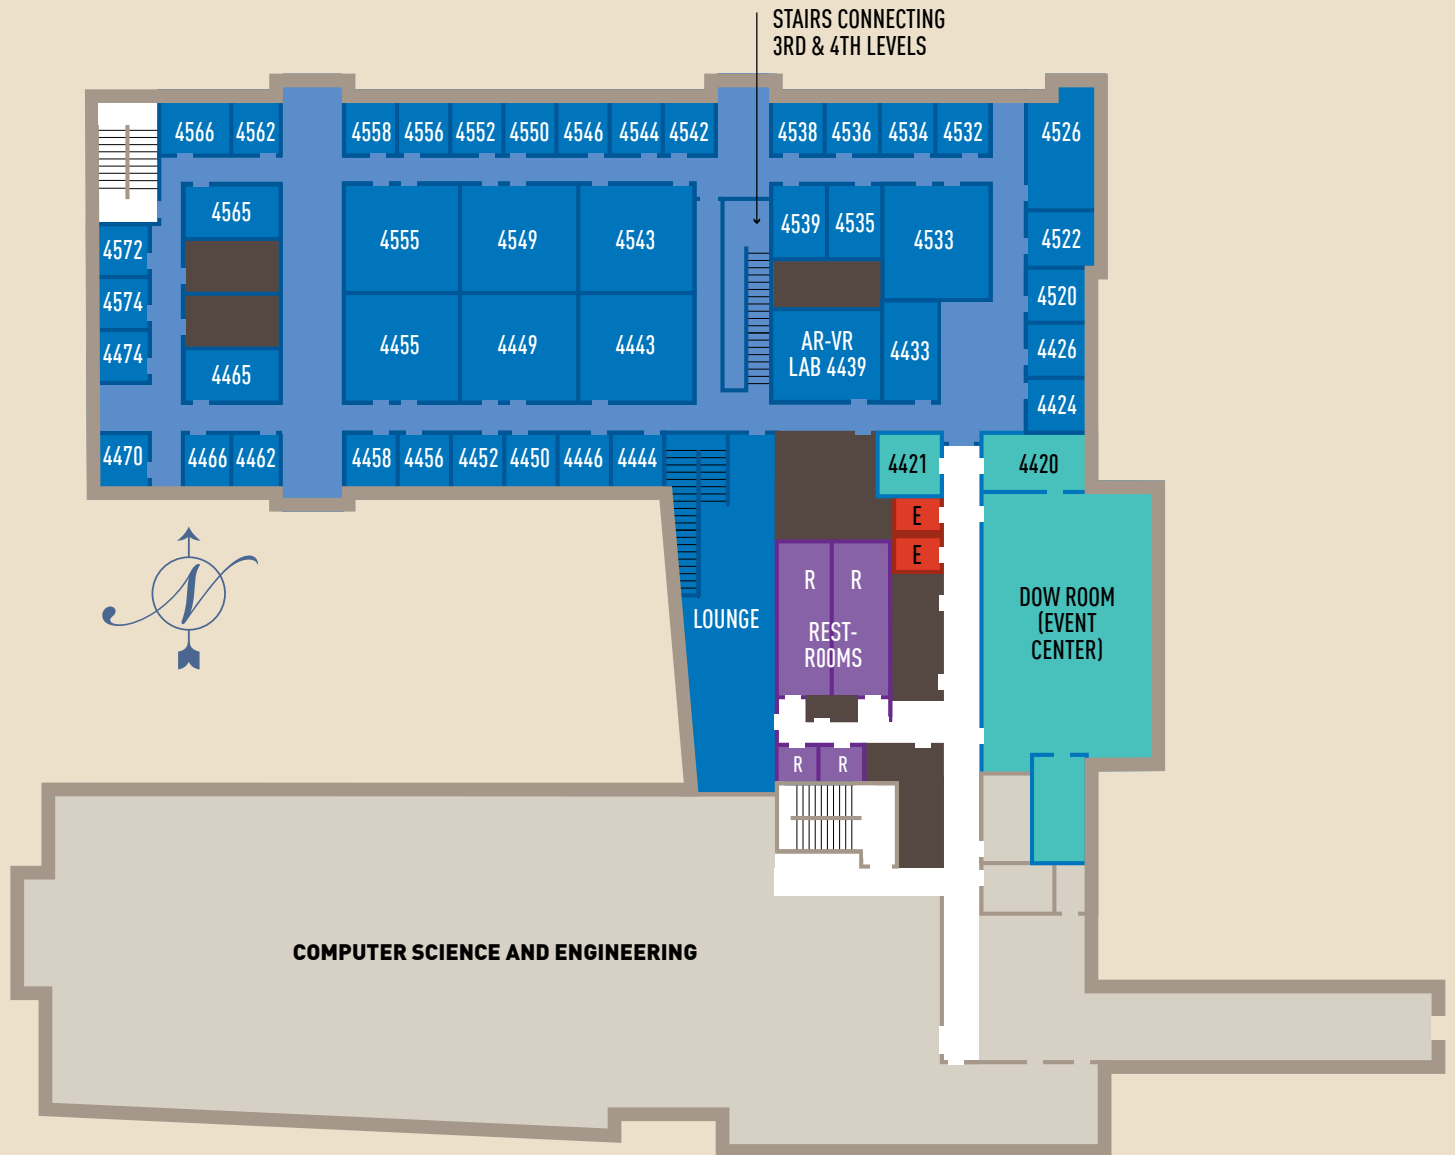 STAIRS CONNECTING
3RD & 4TH LEVELS
4566 4562 4558 4556 4552 4550 4546 4544 4542 4538 4536 4534 4532 4526
4565 4555 4549 4543 4539 4535 4533 4522
4572
4574 4520
4474 4465 4455 4449 4443 AR-VR 4433 4426
LAB 4439
4424
4470 4466 4462 4458 4456 4452 4450 4446 4444 4421 4420
E
E
R R
N
LOUNGE
REST-
ROOMS
DOW ROOM
(EVENT
CENTER)
R R
COMPUTER SCIENCE AND ENGINEERING